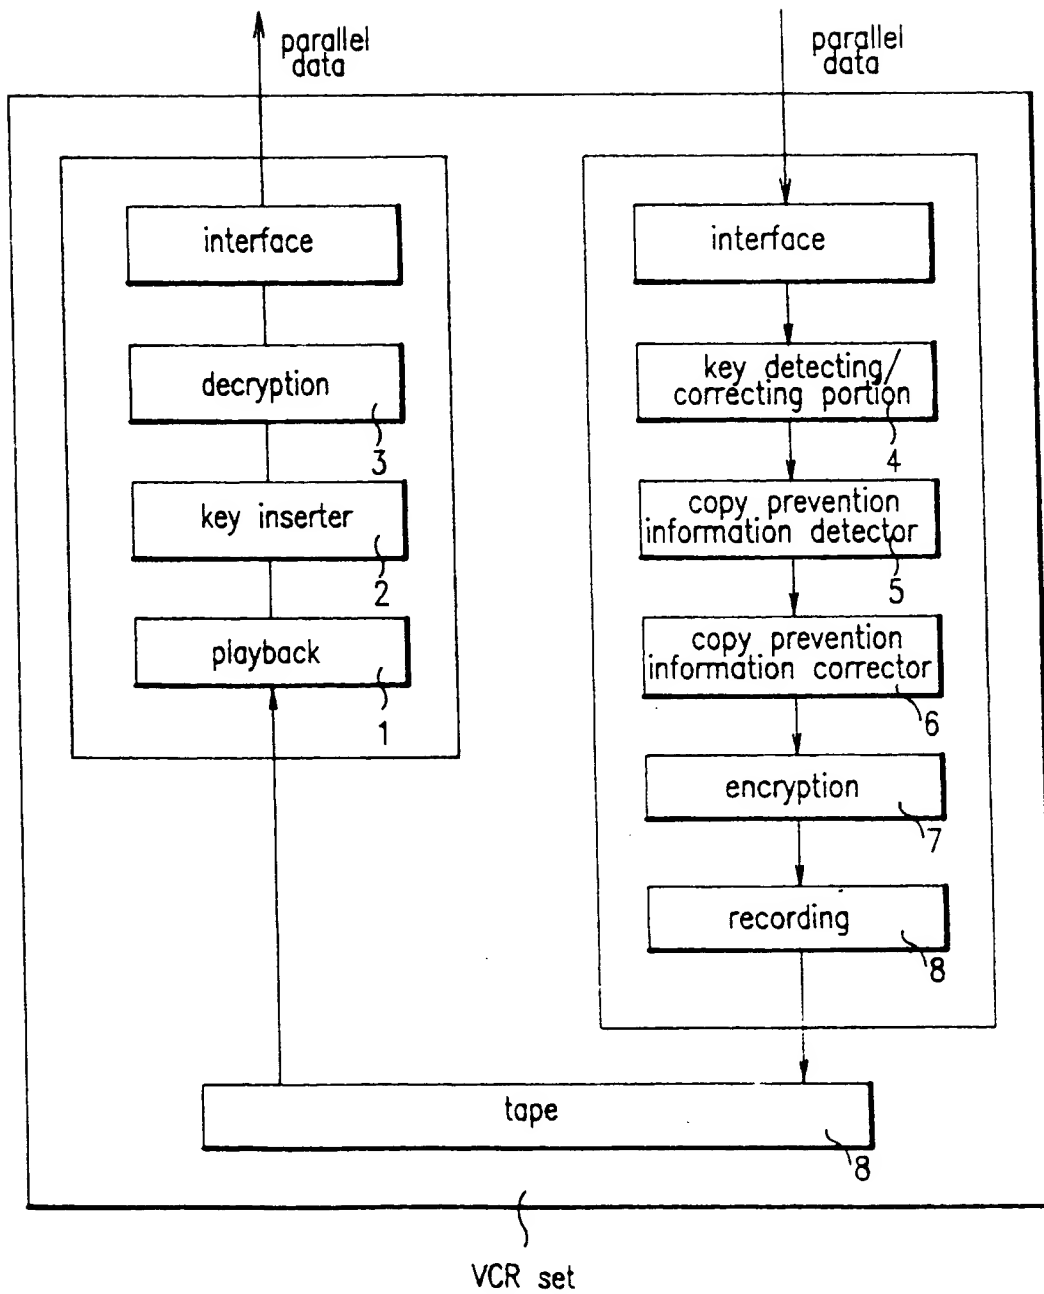 parallel
data
parallel
data
interface
decryption
3
key inserter
2
playback
1
interface
key detecting/
correcting portion
4
copy prevention
information detector
5
copy prevention
information corrector
6
encryption
7
recording
8
tape
8
VCR set